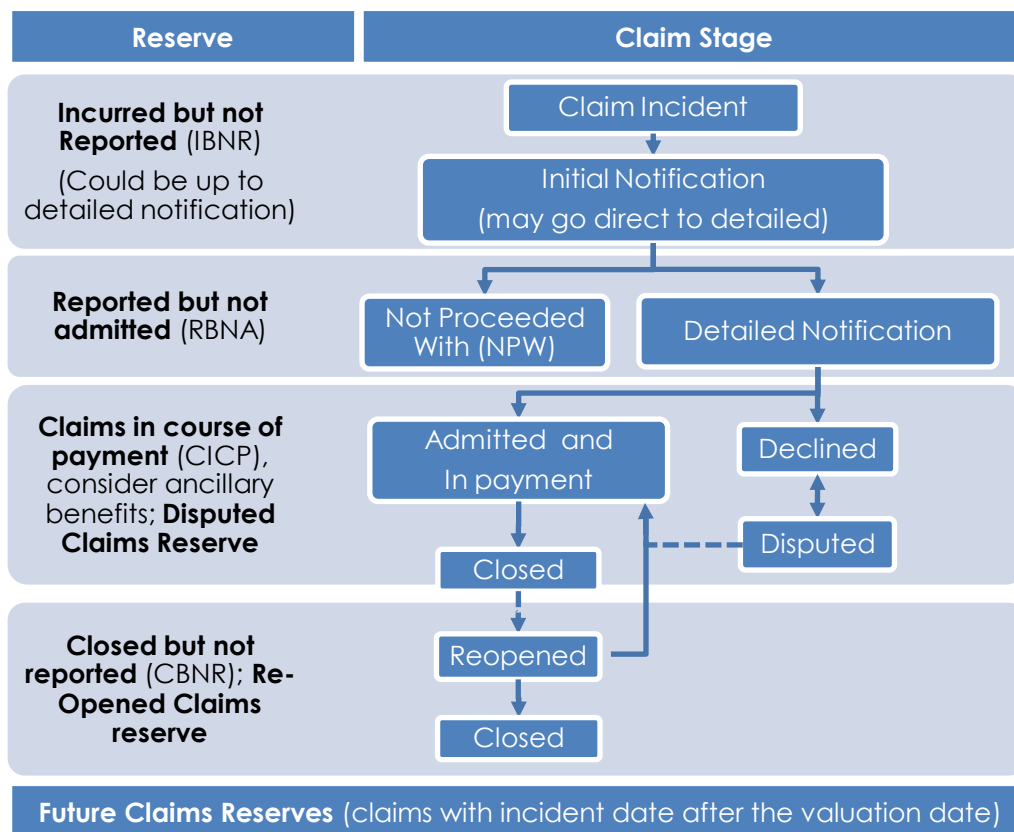 Reserve
Claim Stage
Incurred but not
Reported (IBNR)
(Could be up to
detailed notification)
Claim Incident
Initial Notification
(may go direct to detailed)
Reported but not
admitted (RBNA)
Not Proceeded
With (NPW)
Detailed Notification
Claims in course of
payment (CICP),
consider ancillary
benefits; Disputed
Claims Reserve
Admitted and
In payment
Declined
Disputed
Closed
Closed but not
reported (CBNR); Re-
Opened Claims
reserve
Reopened
Closed
Future Claims Reserves (claims with incident date after the valuation date)